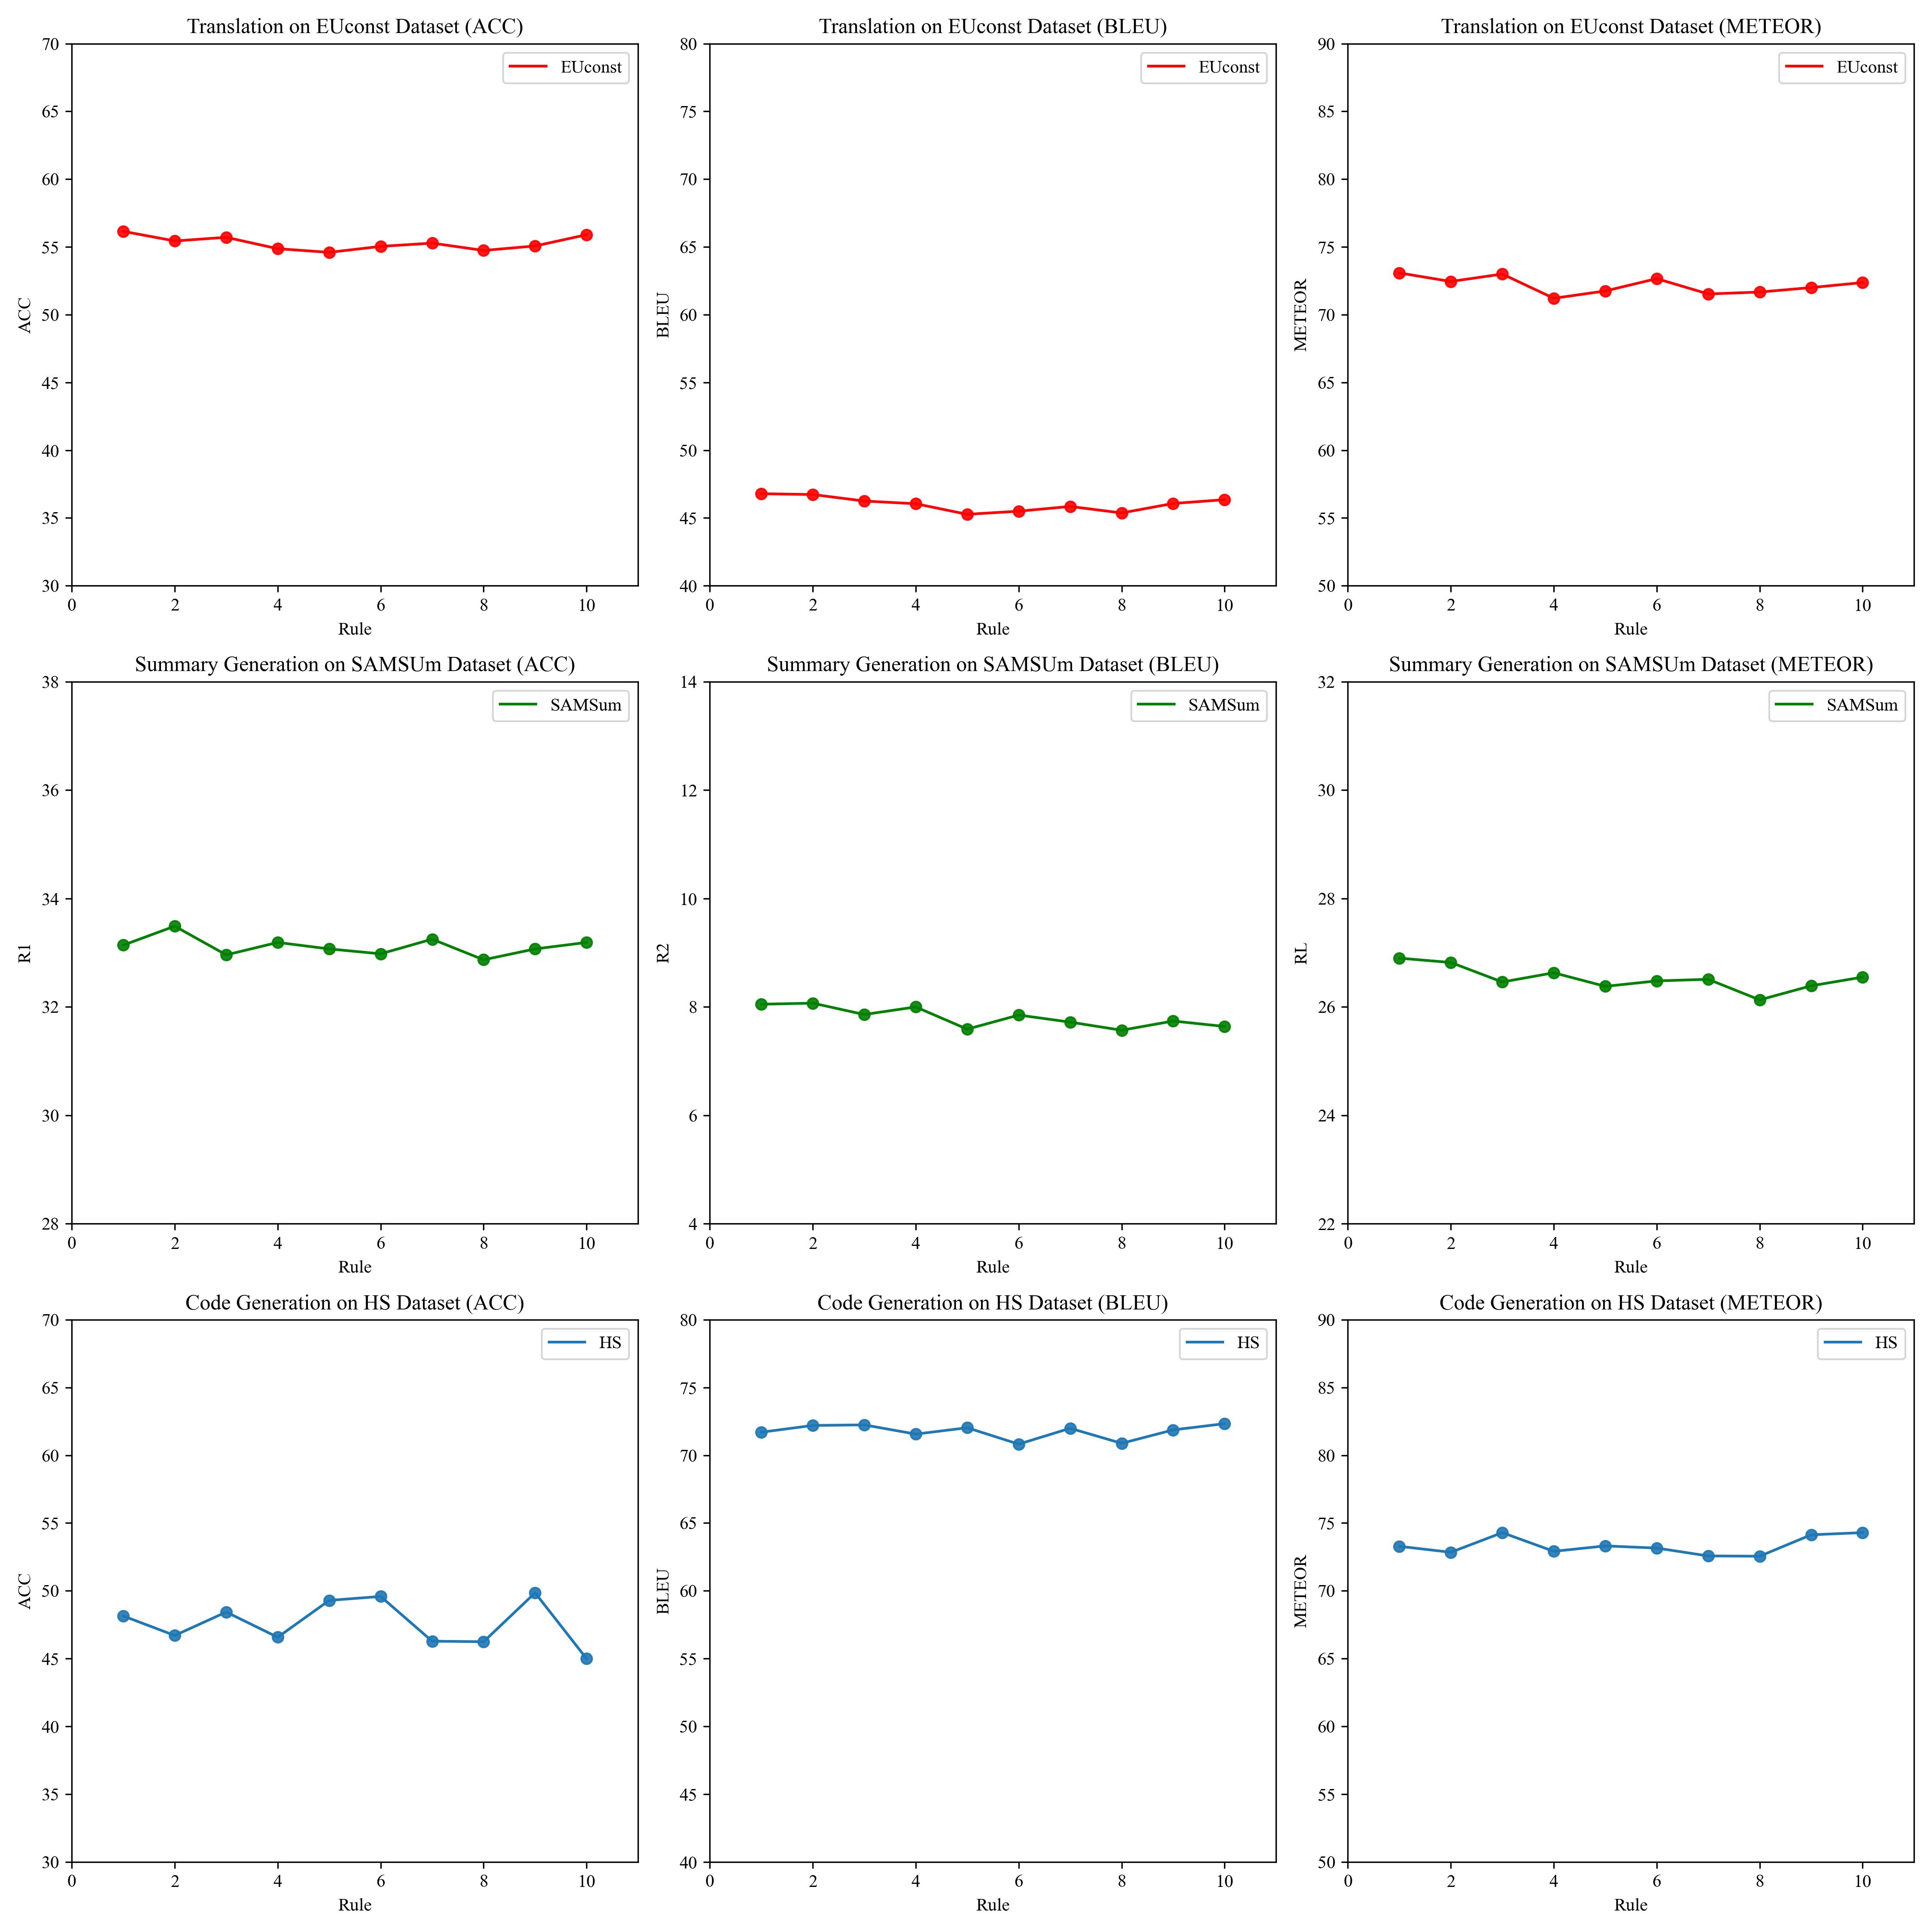 Translation on EUconst Dataset (ACC)
EUconst
70
65
60
55
50
45
40
35
30
ACC
0 2 4 6 8 10
Rule
Translation on EUconst Dataset (BLEU)
EUconst
80
75
70
65
60
55
50
45
40
BLEU
0 2 4 6 8 10
Rule
Translation on EUconst Dataset (METEOR)
EUconst
90
85
80
75
70
65
60
55
50
METEOR
0 2 4 6 8 10
Rule
Summary Generation on SAMSUm Dataset (ACC)
SAMSum
38
36
34
32
30
28
R1
0 2 4 6 8 10
Rule
Summary Generation on SAMSUm Dataset (BLEU)
SAMSum
14
12
10
8
6
4
R2
0 2 4 6 8 10
Rule
Summary Generation on SAMSUm Dataset (METEOR)
SAMSum
32
30
28
26
24
22
RL
0 2 4 6 8 10
Rule
Code Generation on HS Dataset (ACC)
HS
70
65
60
55
50
45
40
35
30
ACC
0 2 4 6 8 10
Rule
Code Generation on HS Dataset (BLEU)
HS
80
75
70
65
60
55
50
45
40
BLEU
0 2 4 6 8 10
Rule
Code Generation on HS Dataset (METEOR)
HS
90
85
80
75
70
65
60
55
50
METEOR
0 2 4 6 8 10
Rule